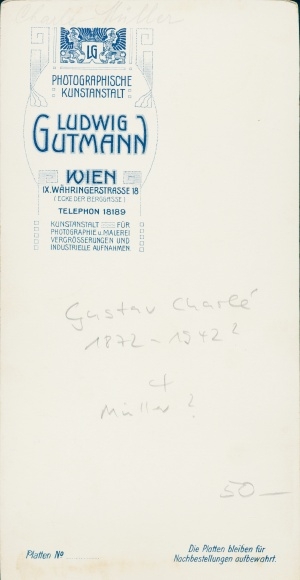 Müller
LG
PHOTOGRAPHISCHE
KUNSTANSTALT
LUDWIG
GUTMANN
WIEN
IX. WÄHRINGERSTRASSE 18
(ECKE DER BERGGASSE)
TELEPHON 18189
KUNSTANSTALT FÜR
PHOTOGRAPHIE U. MALEREI
VERGRÖSSERUNGEN UND
INDUSTRIELLE AUFNAHMEN
Gustav Charlé
1872-1942?
Müller?
50—
Platten No
Die Platten bleiben für
Nachbestellungen aufbewahrt.